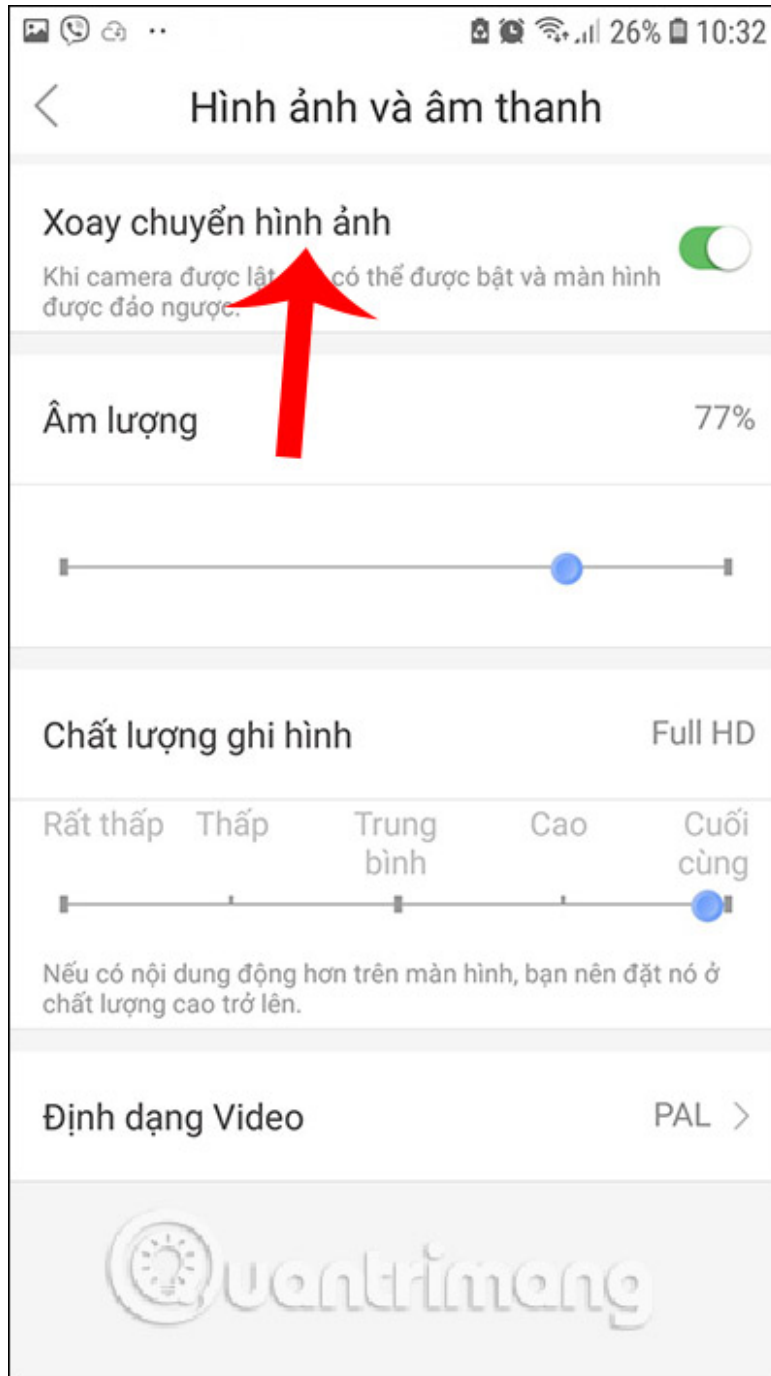 26% 10:32
Hình ảnh và âm thanh
Xoay chuyển hình ảnh
Khi camera được lật có thể được bật và màn hình
được đảo ngược.
Âm lượng 77%
Chất lượng ghi hình Full HD
Rất thấp Thấp Trung bình Cao Cuối cùng
Nếu có nội dung động hơn trên màn hình, bạn nên đặt nó ở
chất lượng cao trở lên.
Định dạng Video PAL
Quantrimang